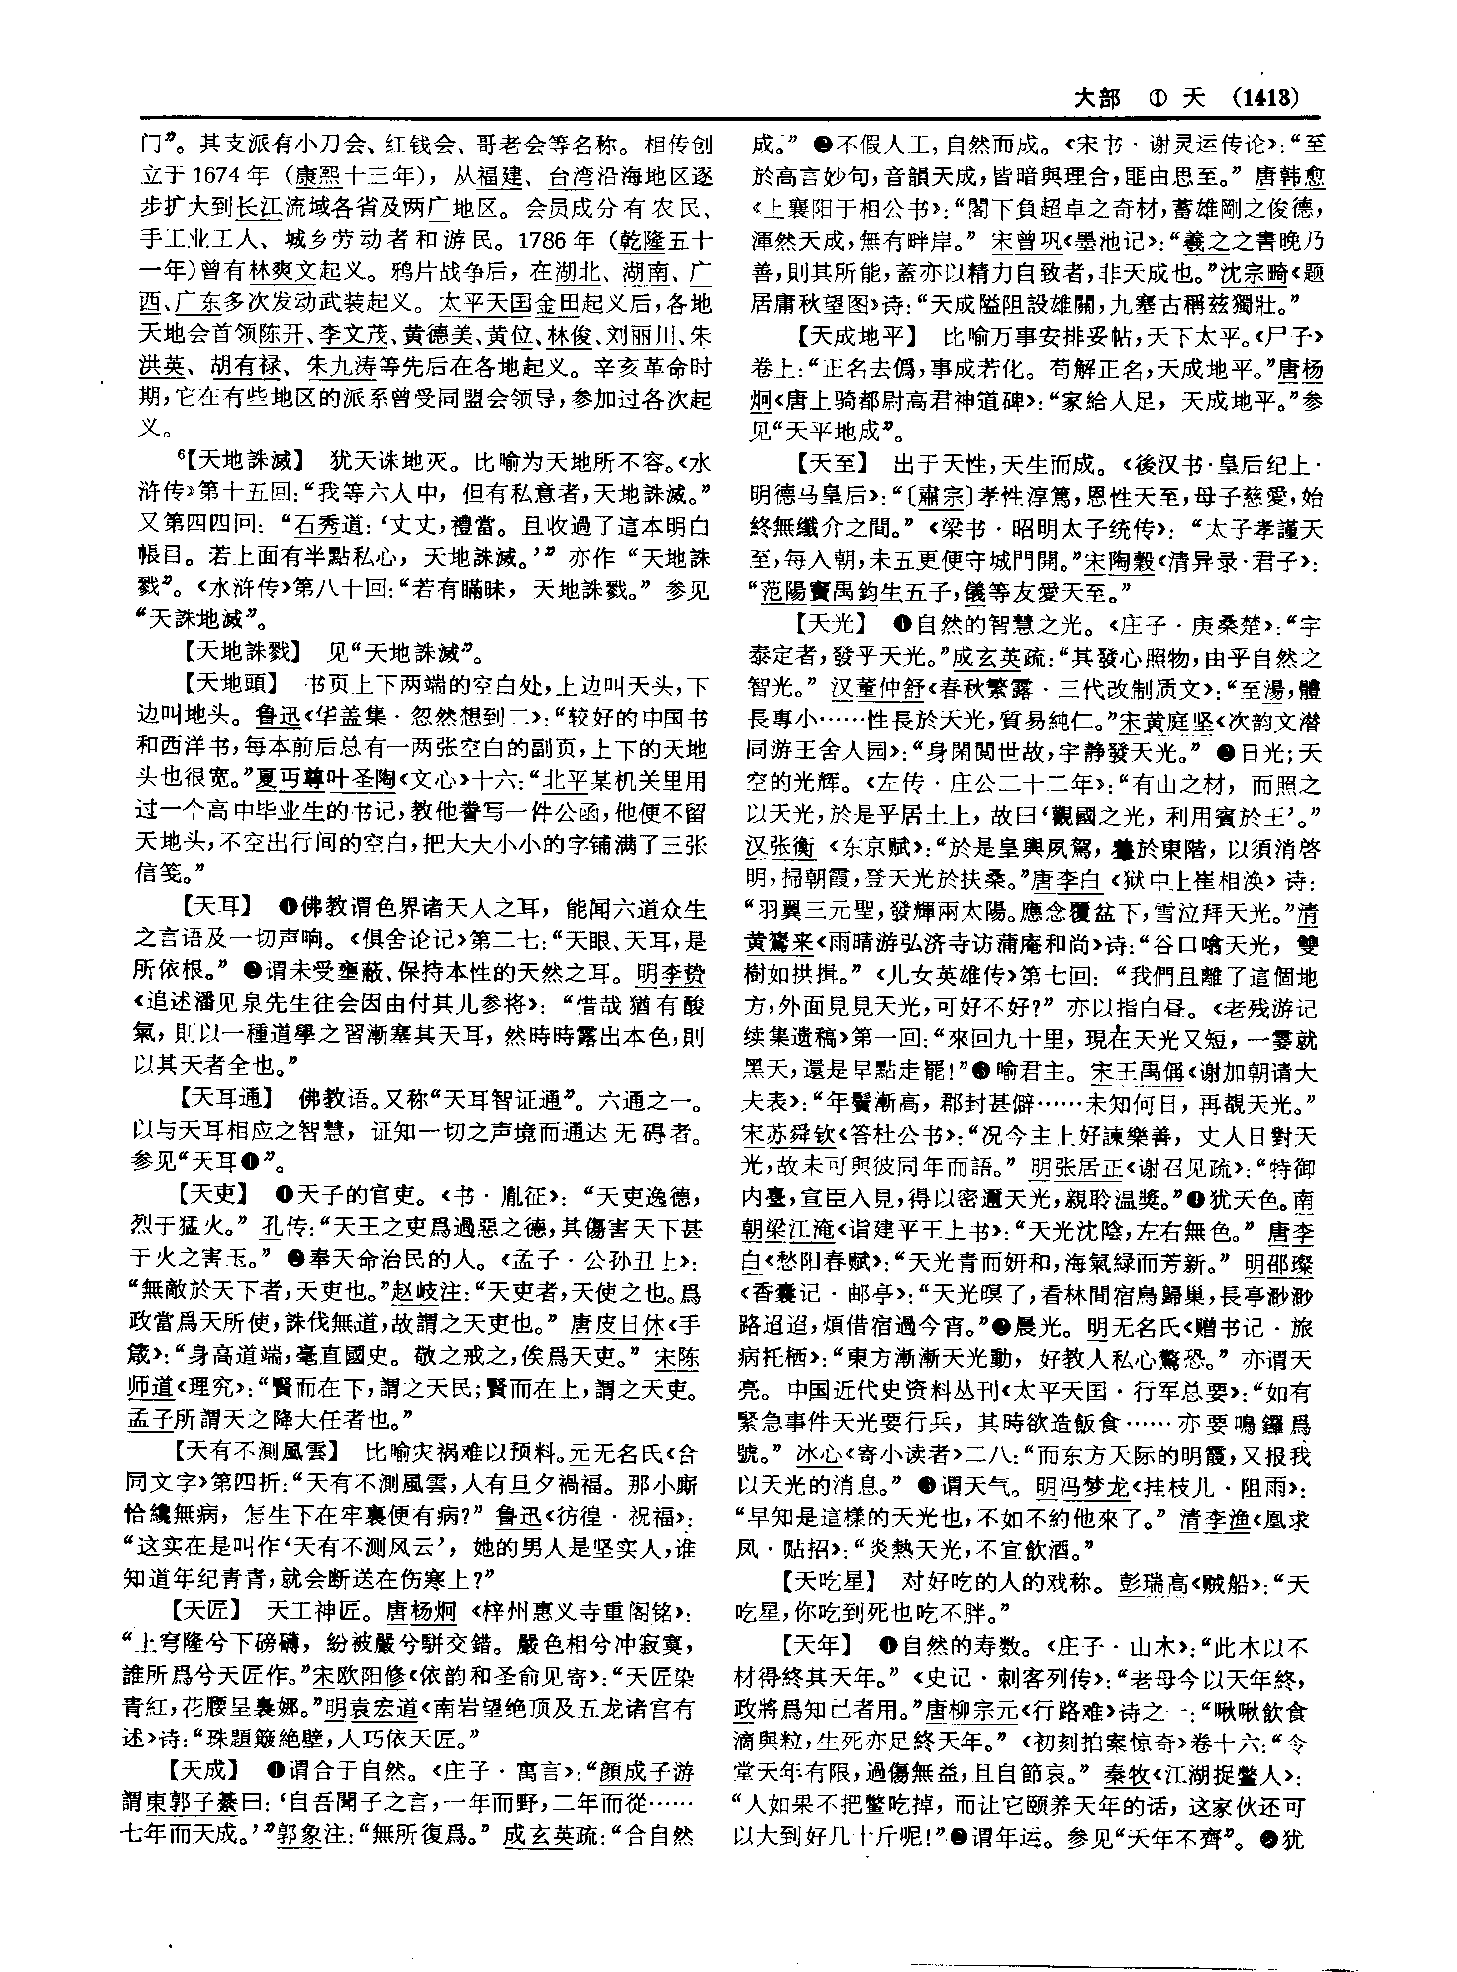 大部 ① 天 (1413)
门”。其支派有小刀会、红钱会、哥老会等名称。相传创
立于1674年（康熙十三年），从福建、台湾沿海地区逐
步扩大到长江流域各省及两广地区。会员成分有农民、
手工业工人、城乡劳动者和游民。1786年（乾隆五十
一年）曾有林爽文起义。鸦片战争后，在湖北、湖南、广
西、广东多次发动武装起义。太平天国金田起义后，各地
天地会首领陈开、李文茂、黄德美、黄位、林俊、刘丽川、朱
洪英、胡有禄、朱九涛等先后在各地起义。辛亥革命时
期，它在有些地区的派系曾受同盟会领导，参加过各次起
义。
⁶【天地誅滅】 犹天诛地灭。比喻为天地所不容。《水
浒传》第十五回：“我等六人中，但有私意者，天地誅滅。”
又第四四回：“石秀道：‘丈丈，禮當。且收過了這本明白
帳目。若上面有半點私心，天地誅滅。’”亦作“天地誅
戮”。《水浒传》第八十回：“若有瞞昧，天地誅戮。”参见
“天誅地滅”。
【天地誅戮】 见“天地誅滅”。
【天地頭】 书页上下两端的空白处，上边叫天头，下
边叫地头。鲁迅《华盖集·忽然想到二》：“较好的中国书
和西洋书，每本前后总有一两张空白的副页，上下的天地
头也很宽。”夏丏尊叶圣陶《文心》十六：“北平某机关里用
过一个高中毕业生的书记，教他誊写一件公函，他便不留
天地头，不空出行间的空白，把大大小小的字铺满了三张
信笺。”
【天耳】 ❶佛教谓色界诸天人之耳，能闻六道众生
之言语及一切声响。《俱舍论记》第二七：“天眼、天耳，是
所依根。”❷谓未受壅蔽、保持本性的天然之耳。明李贽
《追述潘见泉先生往会因由付其儿参将》：“惜哉猶有酸
氣，則以一種道學之習漸塞其天耳，然時時露出本色，則
以其天者全也。”
【天耳通】 佛教语。又称“天耳智证通”。六通之一。
以与天耳相应之智慧，证知一切之声境而通达无碍者。
参见“天耳❶”。
【天吏】 ❶天子的官吏。《书·胤征》：“天吏逸德，
烈于猛火。”孔传：“天王之吏爲過惡之德，其傷害天下甚
于火之害玉。”❷奉天命治民的人。《孟子·公孙丑上》：
“無敵於天下者，天吏也。”赵岐注：“天吏者，天使之也。爲
政當爲天所使，誅伐無道，故謂之天吏也。”唐皮日休《手
箴》：“身高道端，毫直國史。敬之戒之，俟爲天吏。”宋陈
师道《理究》：“賢而在下，謂之天民；賢而在上，謂之天吏。
孟子所謂天之降大任者也。”
【天有不測風雲】 比喻灾祸难以预料。元无名氏《合
同文字》第四折：“天有不測風雲，人有旦夕禍福。那小廝
恰纔無病，怎生下在牢裏便有病？”鲁迅《彷徨·祝福》：
“这实在是叫作‘天有不测风云’，她的男人是坚实人，谁
知道年纪青青，就会断送在伤寒上？”
【天匠】 天工神匠。唐杨炯《梓州惠义寺重阁铭》：
“上穹隆兮下磅礴，紛被嚴兮駢交錯。嚴色相兮冲寂寞，
誰所爲兮天匠作。”宋欧阳修《依韵和圣俞见寄》：“天匠染
青紅，花腰呈裊娜。”明袁宏道《南岩望绝顶及五龙诸宫有
述》诗：“珠題簸絶壁，人巧依天匠。”
【天成】 ❶谓合于自然。《庄子·寓言》：“顏成子游
謂東郭子綦曰：‘自吾聞子之言，一年而野，二年而從……
七年而天成。’”郭象注：“無所復爲。”成玄英疏：“合自然
成。”❷不假人工，自然而成。《宋书·谢灵运传论》：“至
於高言妙句，音韻天成，皆暗與理合，匪由思至。”唐韩愈
《上襄阳于相公书》：“閣下負超卓之奇材，蓄雄剛之俊德，
渾然天成，無有畔岸。”宋曾巩《墨池记》：“羲之之書晚乃
善，則其所能，蓋亦以精力自致者，非天成也。”沈宗畸《题
居庸秋望图》诗：“天成隘阻設雄關，九塞古稱茲獨壯。”
【天成地平】 比喻万事安排妥帖，天下太平。《尸子》
卷上：“正名去僞，事成若化。苟解正名，天成地平。”唐杨
炯《唐上骑都尉高君神道碑》：“家給人足，天成地平。”参
见“天平地成”。
【天至】 出于天性，天生而成。《後汉书·皇后纪上·
明德马皇后》：“〔肅宗〕孝性淳篤，恩性天至，母子慈愛，始
終無纖介之間。”《梁书·昭明太子统传》：“太子孝謹天
至，每入朝，未五更便守城門開。”宋陶穀《清异录·君子》：
“范陽竇禹鈞生五子，儀等友愛天至。”
【天光】 ❶自然的智慧之光。《庄子·庚桑楚》：“宇
泰定者，發乎天光。”成玄英疏：“其發心照物，由乎自然之
智光。”汉董仲舒《春秋繁露·三代改制质文》：“至湯，體
長專小……性長於天光，質易純仁。”宋黄庭坚《次韵文潜
同游王舍人园》：“身閑閱世故，宇静發天光。”❷日光；天
空的光辉。《左传·庄公二十二年》：“有山之材，而照之
以天光，於是乎居土上，故曰‘觀國之光，利用賓於王’。”
汉张衡《东京赋》：“於是皇輿夙駕，於東階，以須消啓
明，掃朝霞，登天光於扶桑。”唐李白《狱中上崔相涣》诗：
“羽翼三元聖，發輝兩太陽。應念覆盆下，雪泣拜天光。”清
黄鷟来《雨晴游弘济寺访蒲庵和尚》诗：“谷口噏天光，雙
樹如拱揖。”《儿女英雄传》第七回：“我們且離了這個地
方，外面見見天光，可好不好？”亦以指白昼。《老残游记
续集遗稿》第一回：“來回九十里，現在天光又短，一霎就
黑天，還是早點走罷！”❸喻君主。宋王禹偁《谢加朝请大
夫表》：“年鬢漸高，郡封甚僻……未知何日，再覩天光。”
宋苏舜钦《答杜公书》：“况今主上好諫樂善，丈人日對天
光，故未可與彼同年而語。”明张居正《谢召见疏》：“特御
内臺，宣臣入見，得以密邇天光，親聆温獎。”❹犹天色。南
朝梁江淹《诣建平王上书》：“天光沈陰，左右無色。”唐李
白《愁阳春赋》：“天光青而妍和，海氣緑而芳新。”明邵璨
《香囊记·邮亭》：“天光暝了，看林間宿鳥歸巢，長亭渺渺
路迢迢，煩借宿過今宵。”❺晨光。明无名氏《赠书记·旅
病托栖》：“東方漸漸天光動，好教人私心驚恐。”亦谓天
亮。中国近代史资料丛刊《太平天国·行军总要》：“如有
緊急事件天光要行兵，其時欲造飯食……亦要鳴鑼爲
號。”冰心《寄小读者》二八：“而东方天际的明霞，又报我
以天光的消息。”❻谓天气。明冯梦龙《挂枝儿·阻雨》：
“早知是這樣的天光也，不如不約他來了。”清李渔《凰求
凤·贴招》：“炎熱天光，不宜飲酒。”
【天吃星】 对好吃的人的戏称。彭瑞高《贼船》：“天
吃星，你吃到死也吃不胖。”
【天年】 ❶自然的寿数。《庄子·山木》：“此木以不
材得終其天年。”《史记·刺客列传》：“老母今以天年終，
政將爲知己者用。”唐柳宗元《行路难》诗之一：“啾啾飲食
滴與粒，生死亦足終天年。”《初刻拍案惊奇》卷十六：“令
堂天年有限，過傷無益，且自節哀。”秦牧《江湖捉鳖人》：
“人如果不把鳖吃掉，而让它颐养天年的话，这家伙还可
以大到好几十斤呢！”❷谓年运。参见“天年不齊”。❸犹